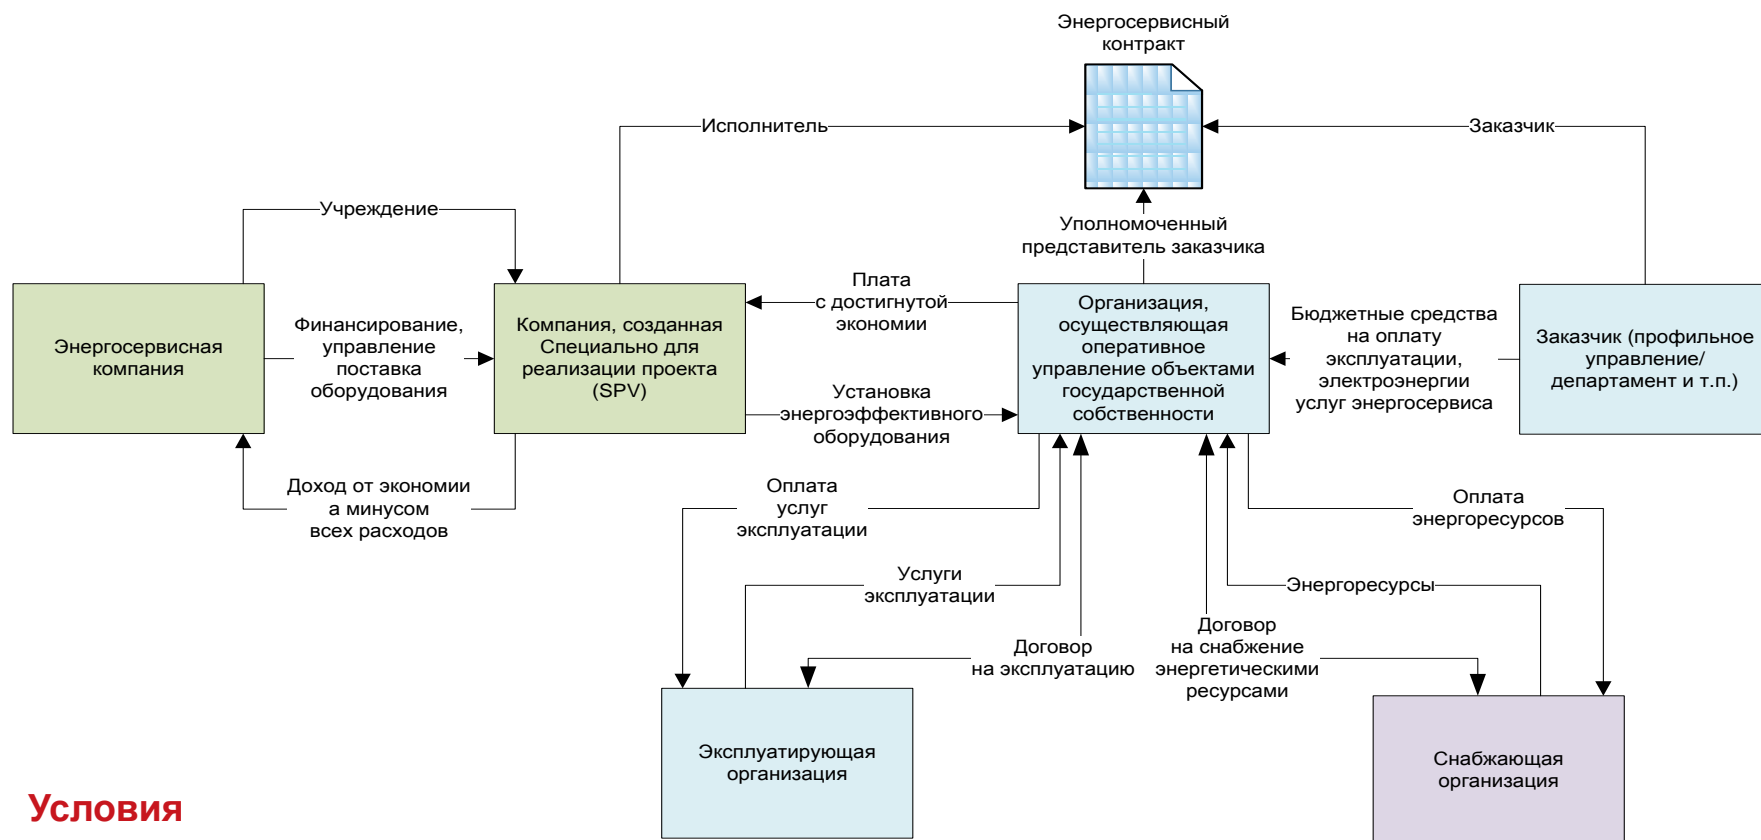 Энергосервисный
контракт
Исполнитель
Заказчик
Учреждение
Уполномоченный
представитель заказчика
Энергосервисная
компания
Финансирование,
управление
поставка
оборудования
Компания, созданная
Специально для
реализации проекта
(SPV)
Плата
с достигнутой
экономии
Установка
энергоэффективного
оборудования
Организация,
осуществляющая
оперативное
управление объектами
государственной
собственности
Бюджетные средства
на оплату
эксплуатации,
электроэнергии
услуг энергосервиса
Заказчик (профильное
управление/
департамент и т.п.)
Доход от экономии
а минусом
всех расходов
Оплата
услуг
эксплуатации
Оплата
энергоресурсов
Услуги
эксплуатации
Энергоресурсы
Договор
на эксплуатацию
Договор
на снабжение
энергетическими
ресурсами
Эксплуатирующая
организация
Снабжающая
организация
Условия